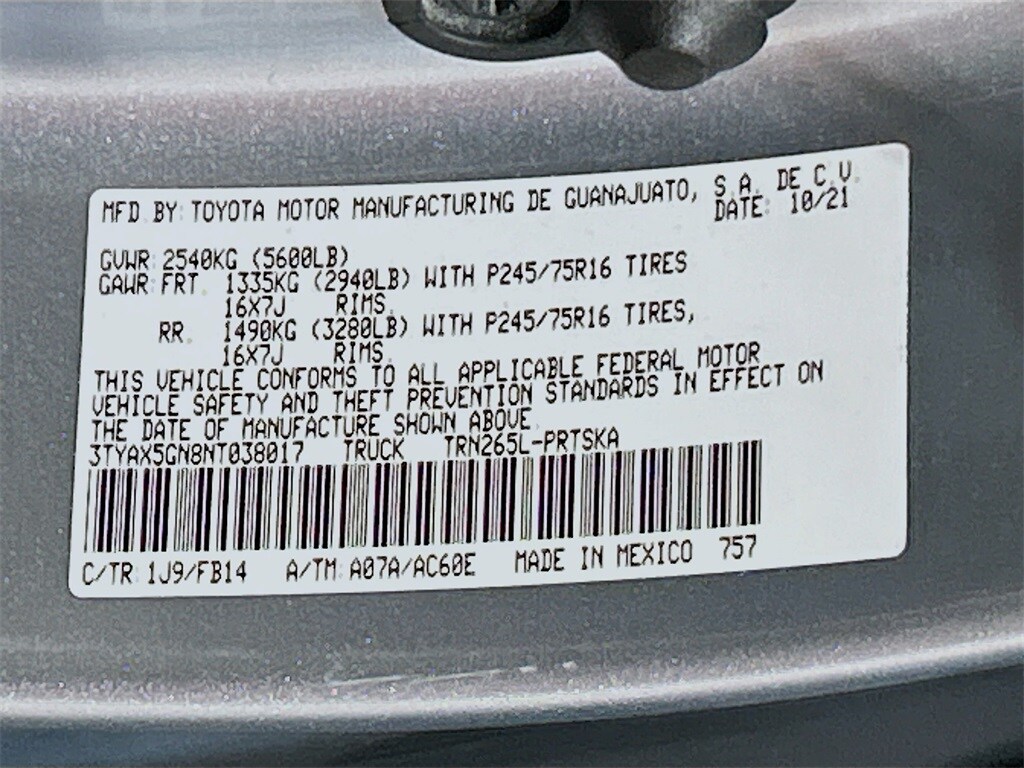 MFD. BY: TOYOTA MOTOR MANUFACTURING DE GUANAJUATO, S.A. DE C.V.
DATE: 10/21
GVWR: 2540KG (5600LB)
GAWR: FRT. 1335KG (2940LB) WITH P245/75R16 TIRES
16X7J RIMS,
RR. 1490KG (3280LB) WITH P245/75R16 TIRES,
16X7J RIMS.
THIS VEHICLE CONFORMS TO ALL APPLICABLE FEDERAL MOTOR
VEHICLE SAFETY AND THEFT PREVENTION STANDARDS IN EFFECT ON
THE DATE OF MANUFACTURE SHOWN ABOVE.
3TYAX5GN8NT038017 TRUCK TRN265L-PRTSKA
C/TR: 1J9/FB14 A/TM: A07A/AC60E MADE IN MEXICO 757